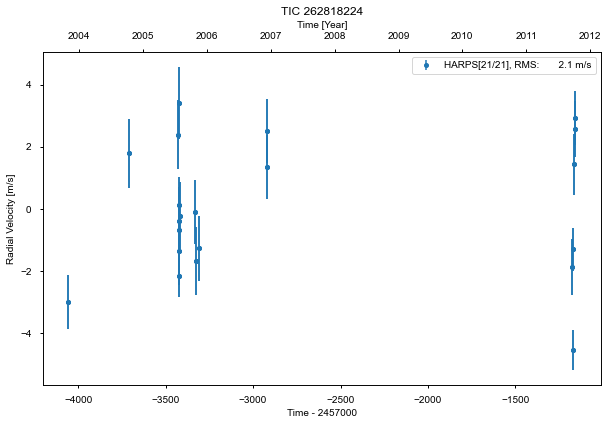 TIC 262818224
Time [Year]
2004 2005 2006 2007 2008 2009 2010 2011 2012
HARPS[21/21], RMS: 2.1 m/s
4
2
0
−2
−4
Radial Velocity [m/s]
−4000 −3500 −3000 −2500 −2000 −1500
Time - 2457000